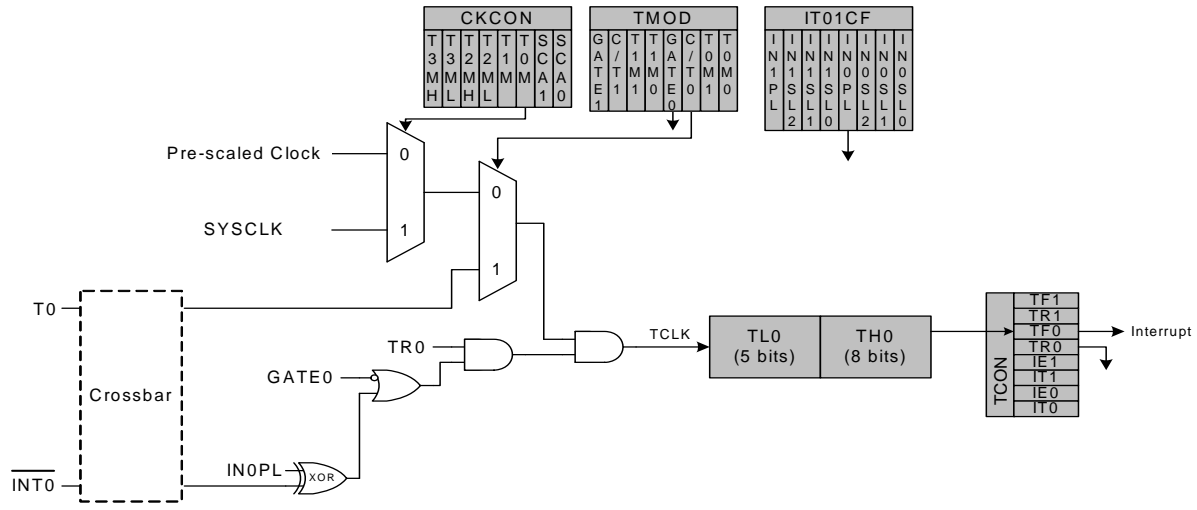 CKCON
T3MH
T3ML
T2MH
T2ML
T1M
T0M
SCA1
SCA0
TMOD
GATE1
C/T1
T1M1
T1M0
GATE0
C/T0
T0M1
T0M0
IT01CF
IN1PL
IN1SL2
IN1SL1
IN1SL0
IN0PL
IN0SL2
IN0SL1
IN0SL0
Pre-scaled Clock
0
SYSCLK
1
0
1
T0
Crossbar
INT0
TR0
GATE0
IN0PL
XOR
TCLK
TL0
(5 bits)
TH0
(8 bits)
TCON
TF1
TR1
TF0
TR0
IE1
IT1
IE0
IT0
Interrupt